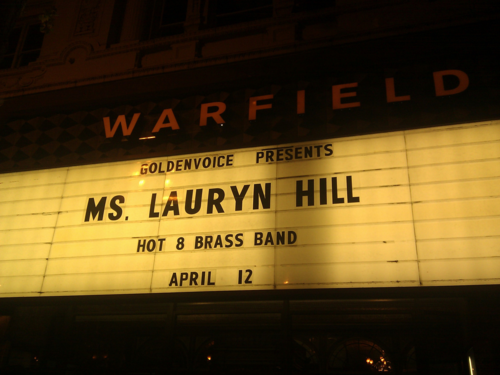 WARFIELD
GOLDENVOICE PRESENTS
MS. LAURYN HILL
HOT 8 BRASS BAND
APRIL 12